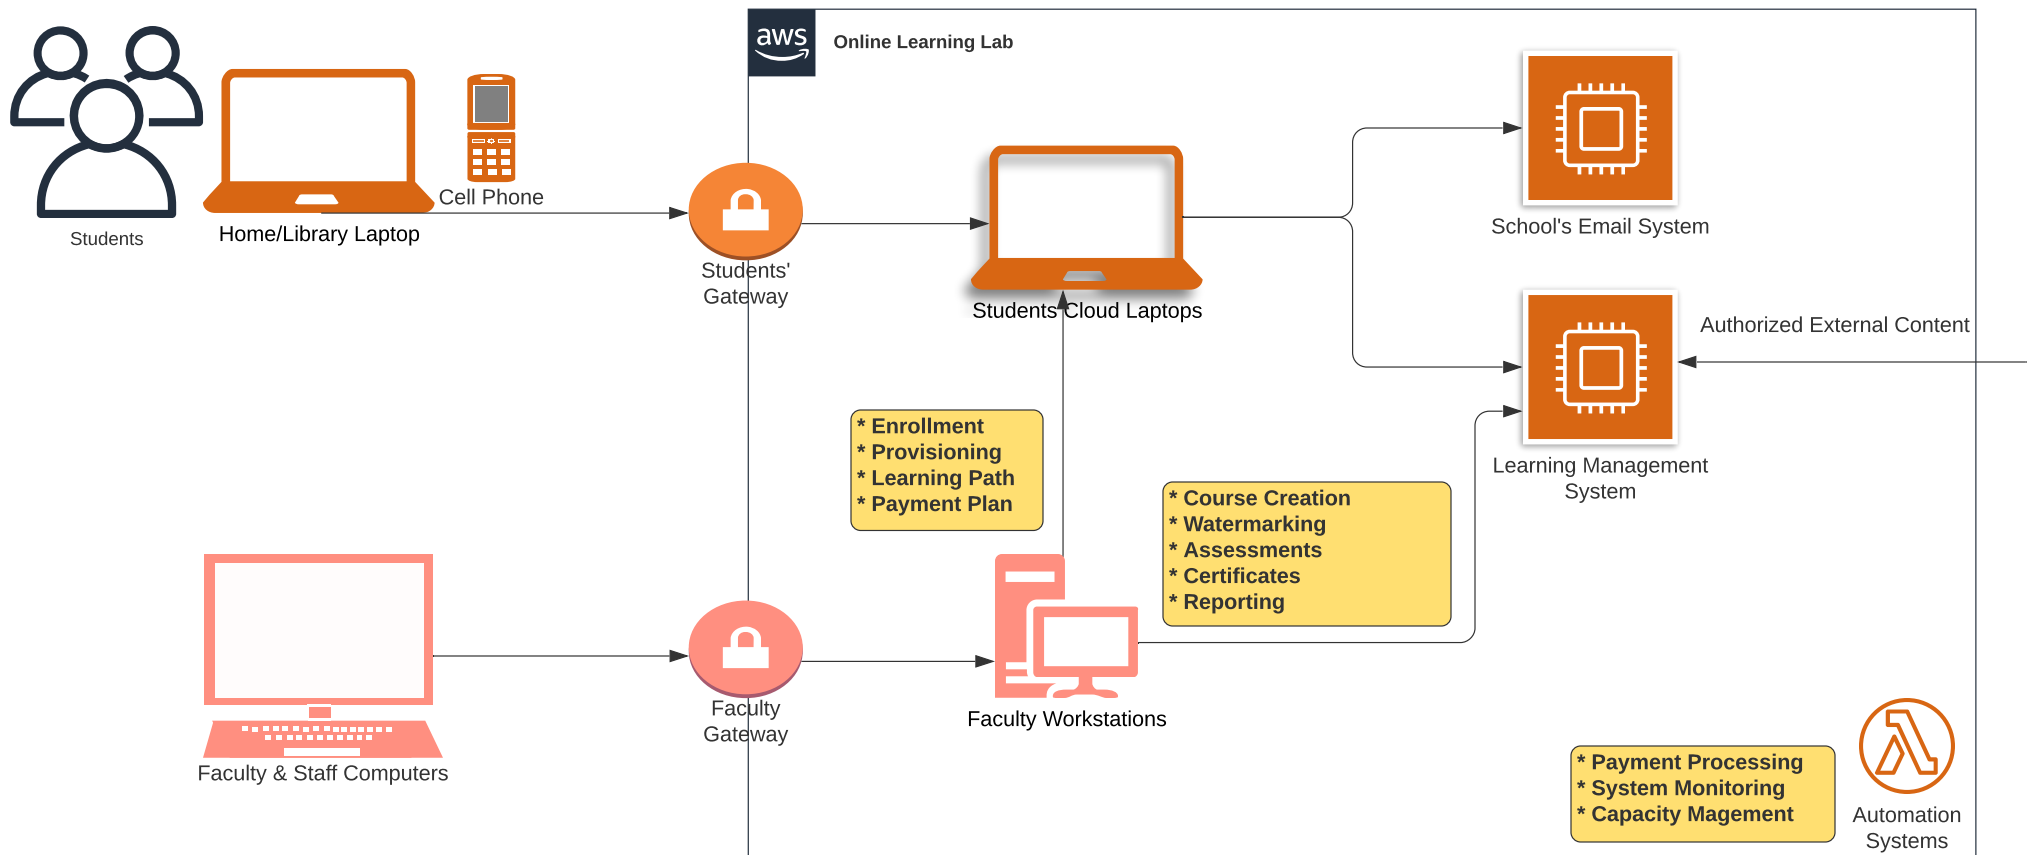 aws
Online Learning Lab
Students
Home/Library Laptop
Cell Phone
Students'
Gateway
Students Cloud Laptops
School's Email System
Authorized External Content
Learning Management
System
* Enrollment
* Provisioning
* Learning Path
* Payment Plan
* Course Creation
* Watermarking
* Assessments
* Certificates
* Reporting
Faculty & Staff Computers
Faculty
Gateway
Faculty Workstations
* Payment Processing
* System Monitoring
* Capacity Magement
Automation
Systems